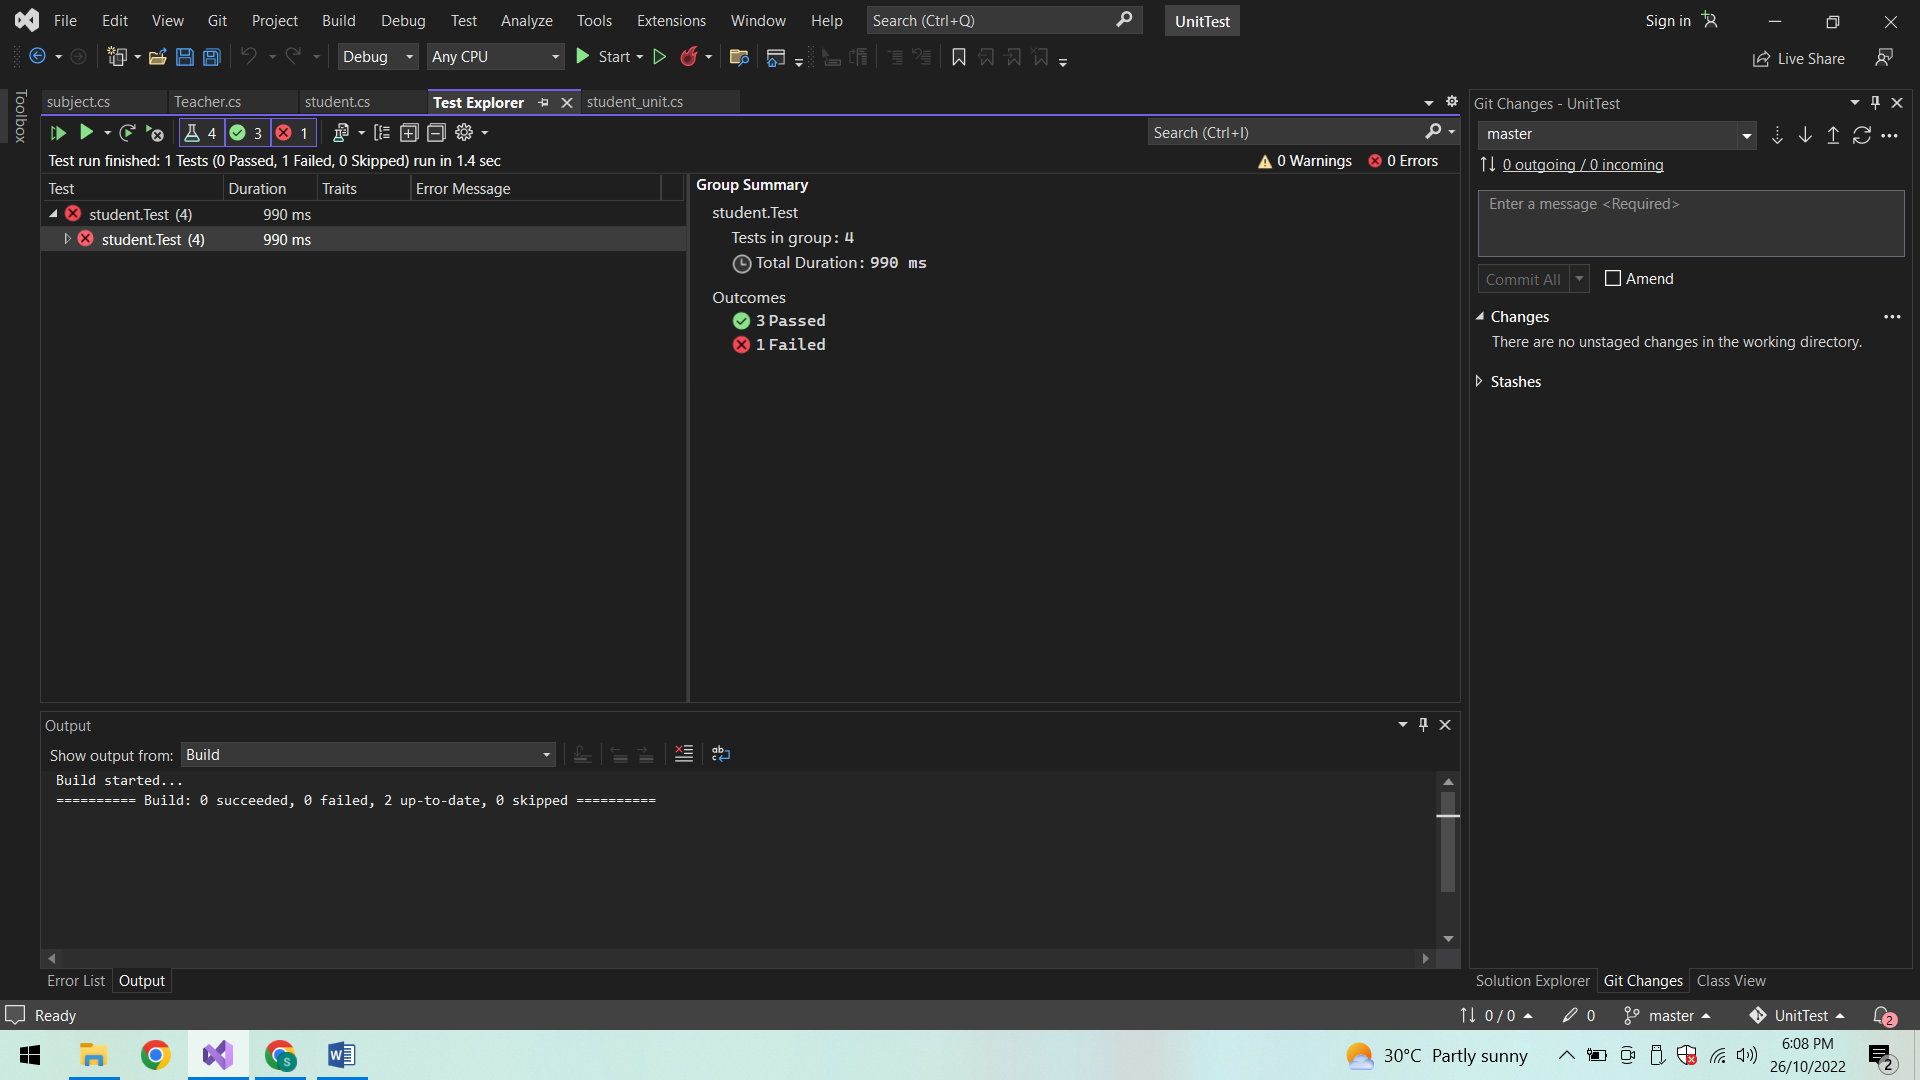 File Edit View Git Project Build Debug Test Analyze Tools Extensions Window Help Search (Ctrl+Q) UnitTest Sign in
Debug Any CPU Start Live Share
Toolbox
subject.cs Teacher.cs student.cs Test Explorer student_unit.cs
4 3 1 Search (Ctrl+I)
Test run finished: 1 Tests (0 Passed, 1 Failed, 0 Skipped) run in 1.4 sec 0 Warnings 0 Errors
Test Duration Traits Error Message
student.Test (4) 990 ms
student.Test (4) 990 ms
Group Summary
student.Test
Tests in group: 4
Total Duration: 990 ms
Outcomes
3 Passed
1 Failed
Git Changes - UnitTest
master
0 outgoing / 0 incoming
Enter a message <Required>
Commit All Amend
Changes
There are no unstaged changes in the working directory.
Stashes
Output
Show output from: Build
Build started...
========== Build: 0 succeeded, 0 failed, 2 up-to-date, 0 skipped ==========
Error List Output
Solution Explorer Git Changes Class View
Ready 0 / 0 0 master UnitTest 2
S
30°C Partly sunny
6:08 PM
26/10/2022
2